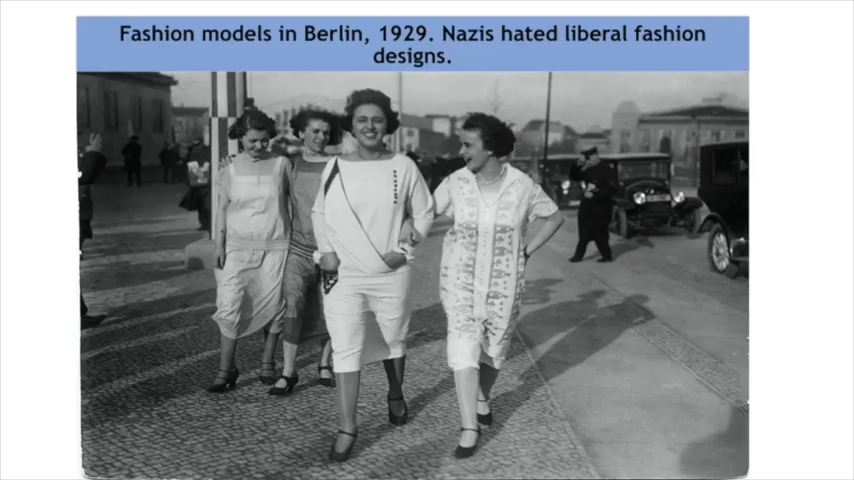 Fashion models in Berlin, 1929. Nazis hated liberal fashion
designs.